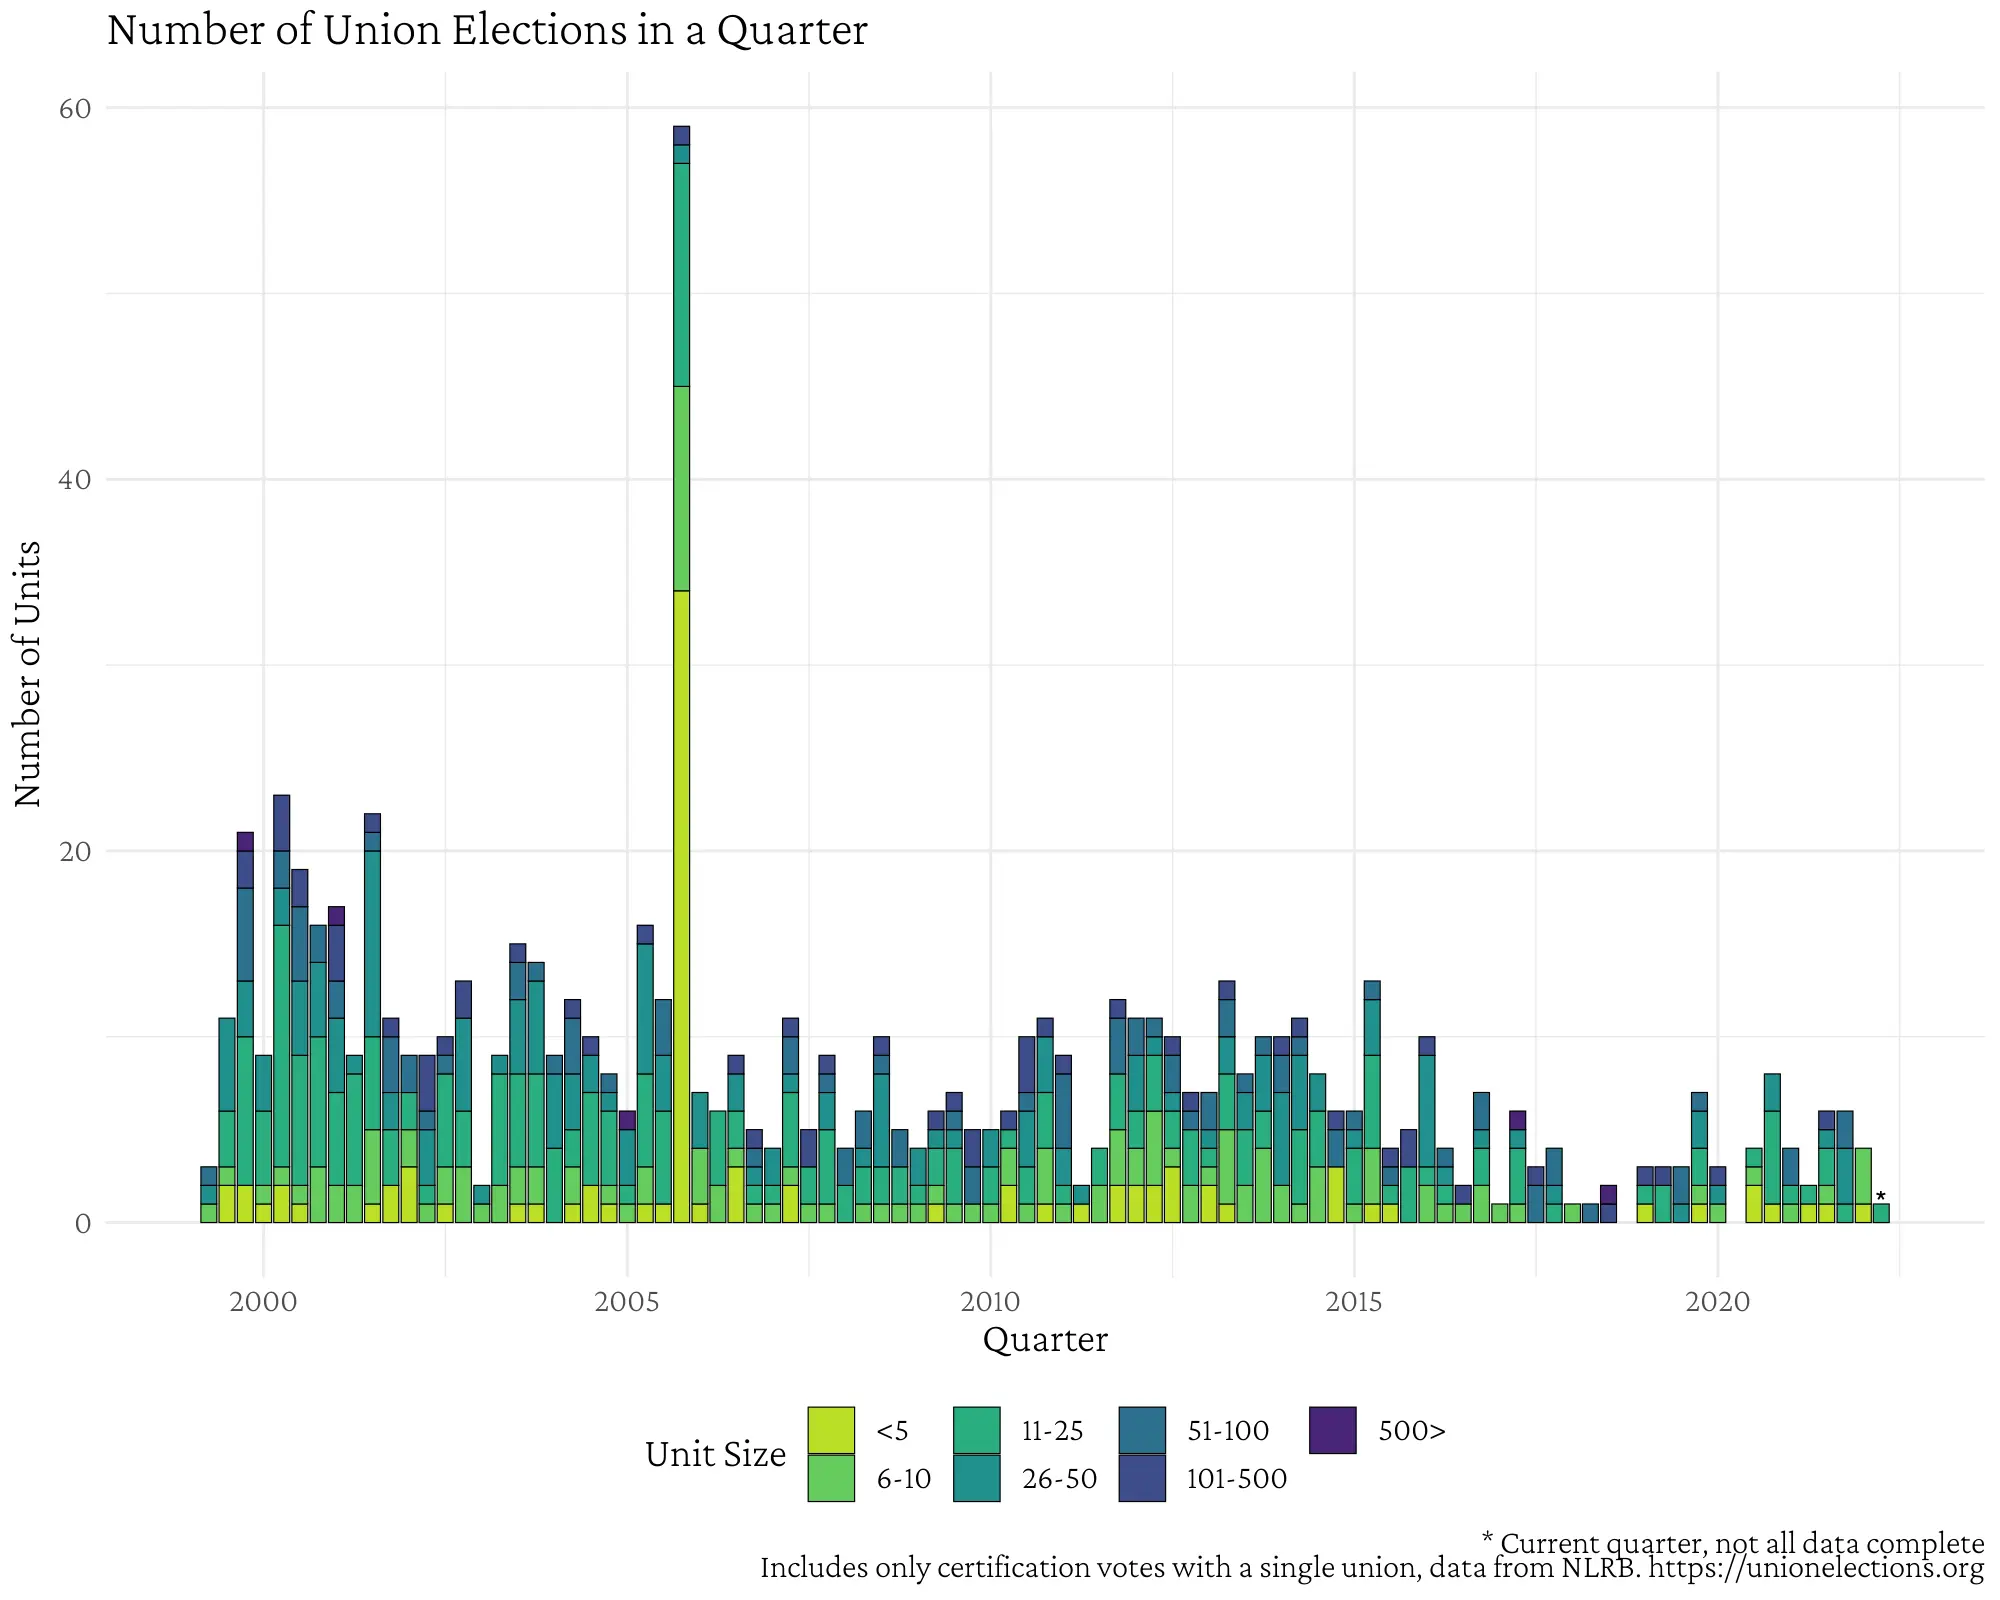 Number of Union Elections in a Quarter
60
40
20
0
Number of Units
2000 2005 2010 2015 2020
*
Quarter
Unit Size
<5 11-25 51-100 500>
6-10 26-50 101-500
* Current quarter, not all data complete
Includes only certification votes with a single union, data from NLRB. https://unionelections.org